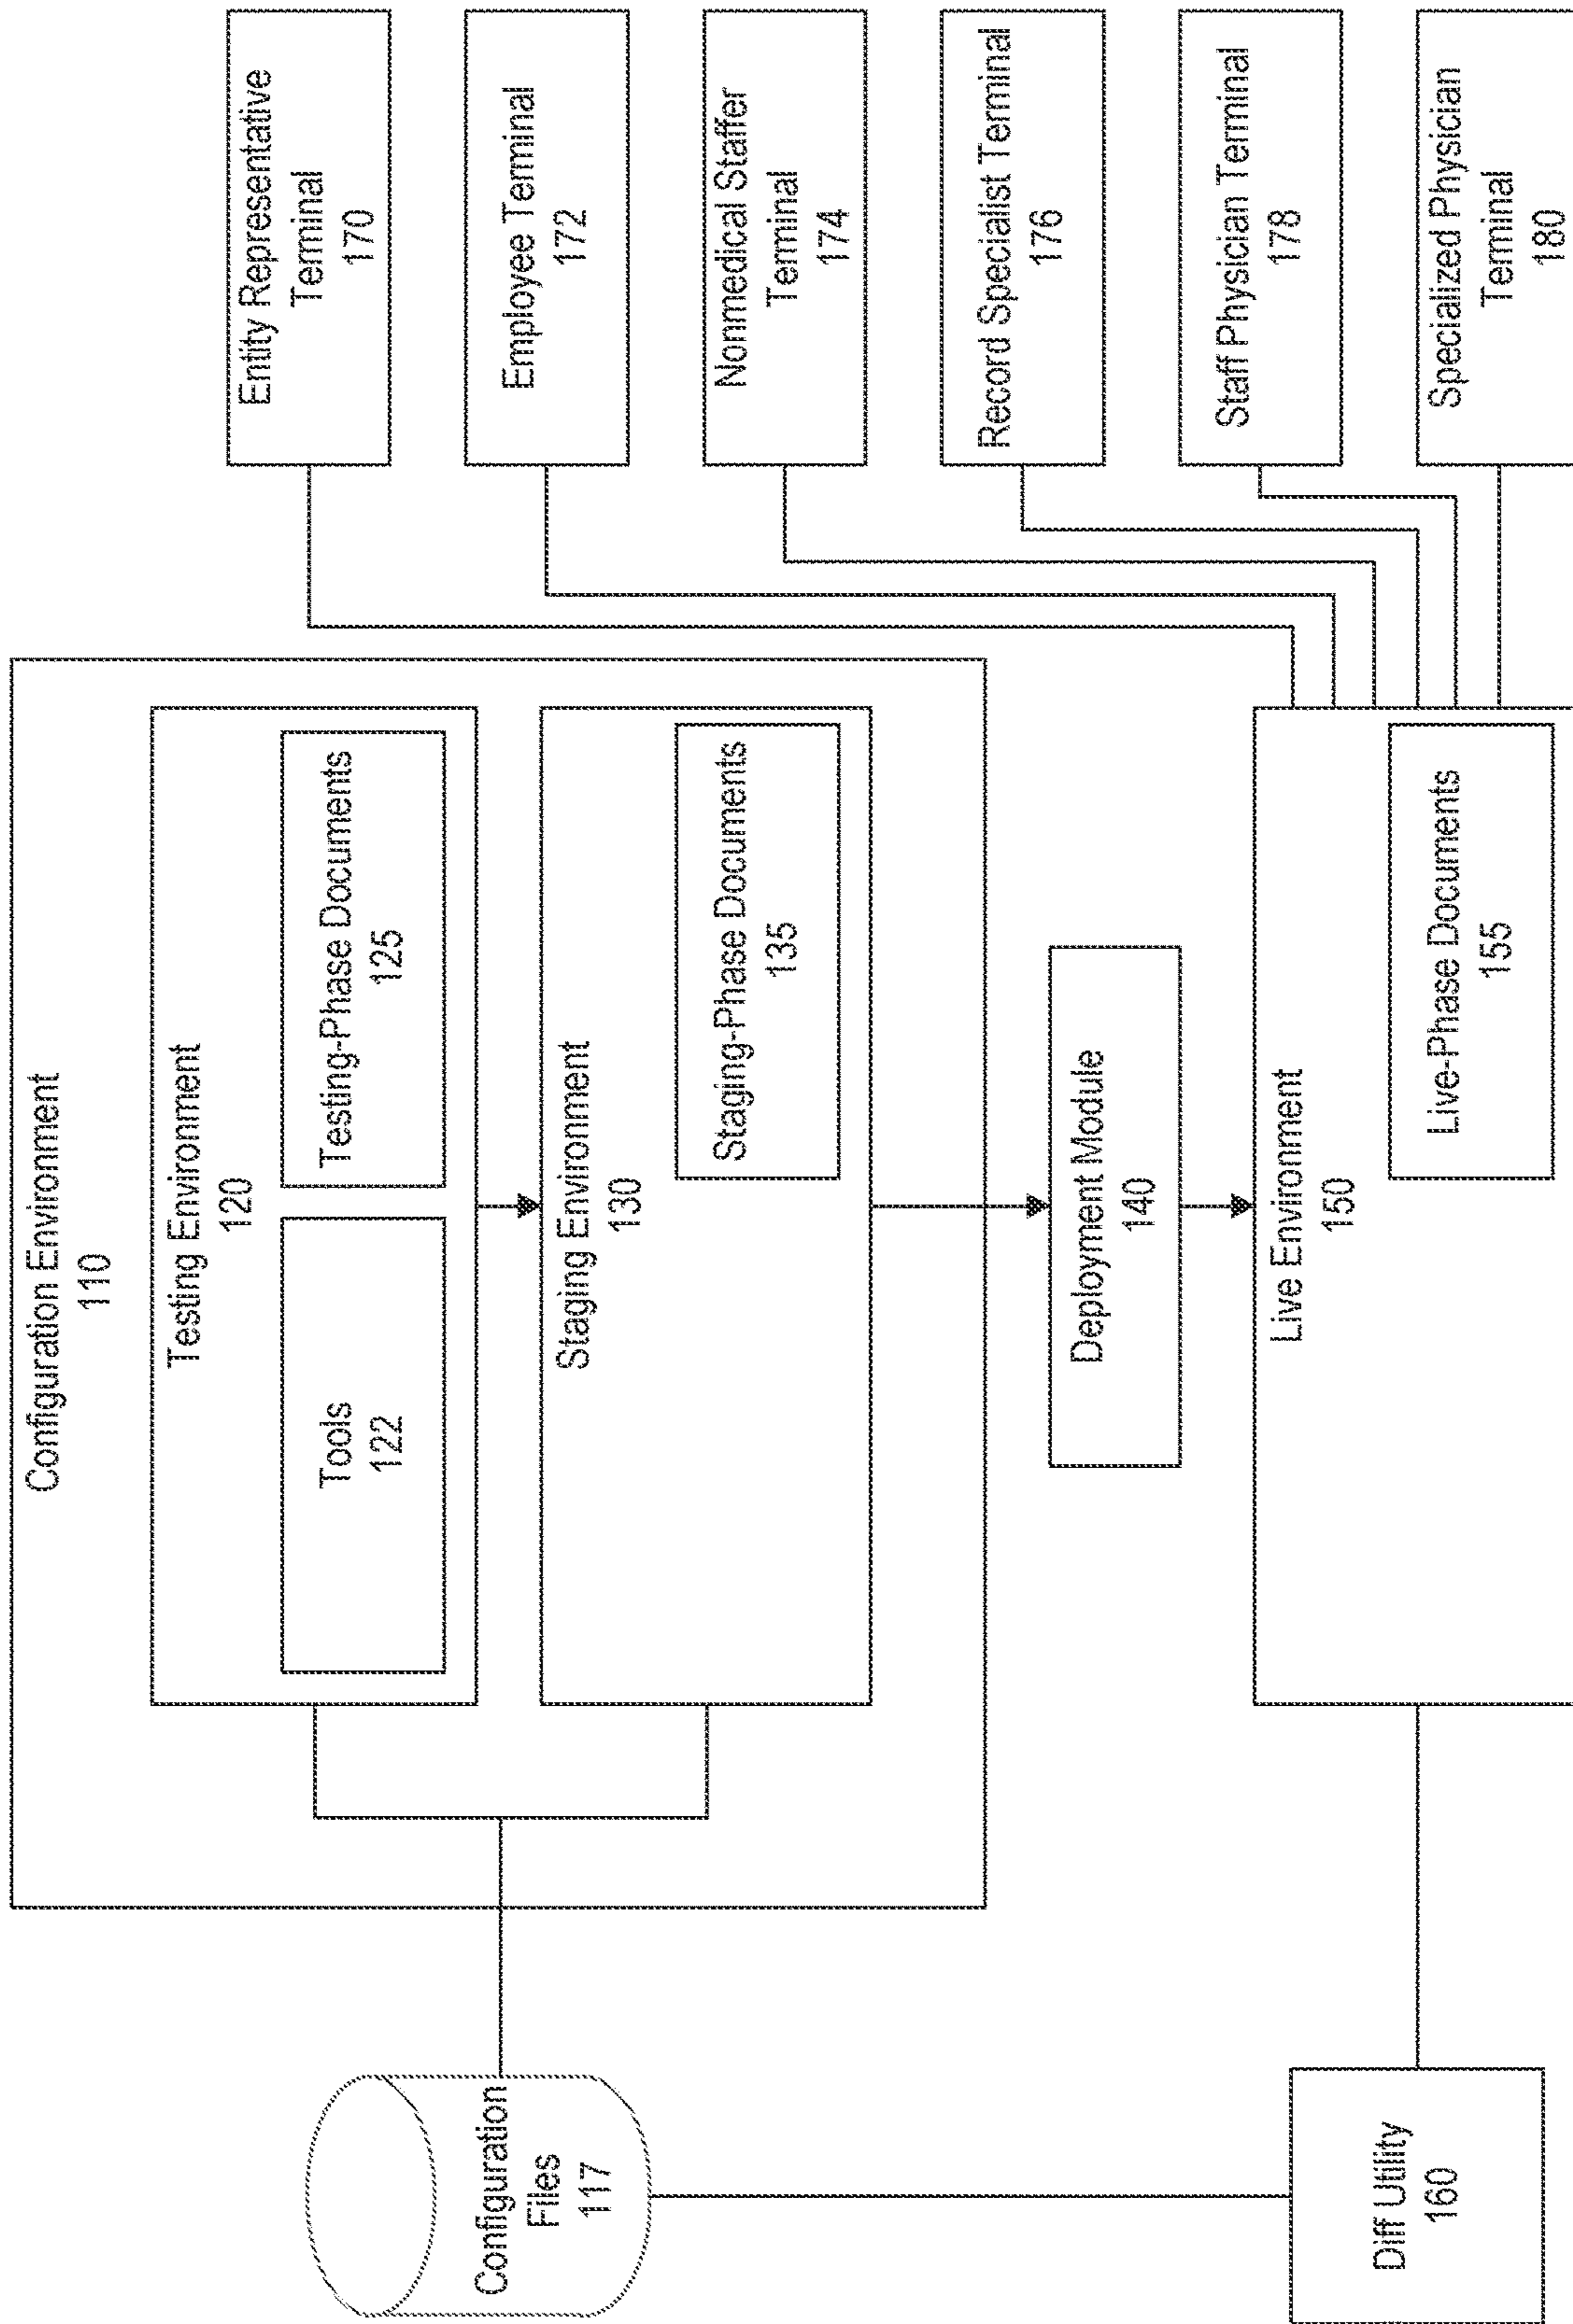 Configuration Environment
110
Testing Environment
120
Tools
122
Testing-Phase Documents
125
Staging Environment
130
Staging-Phase Documents
135
Configuration
Files
117
Deployment Module
140
Live Environment
150
Live-Phase Documents
155
Diff Utility
160
Entity Representative
Terminal
170
Employee Terminal
172
Nonmedical Staffer
Terminal
174
Record Specialist Terminal
176
Staff Physician Terminal
178
Specialized Physician
Terminal
180